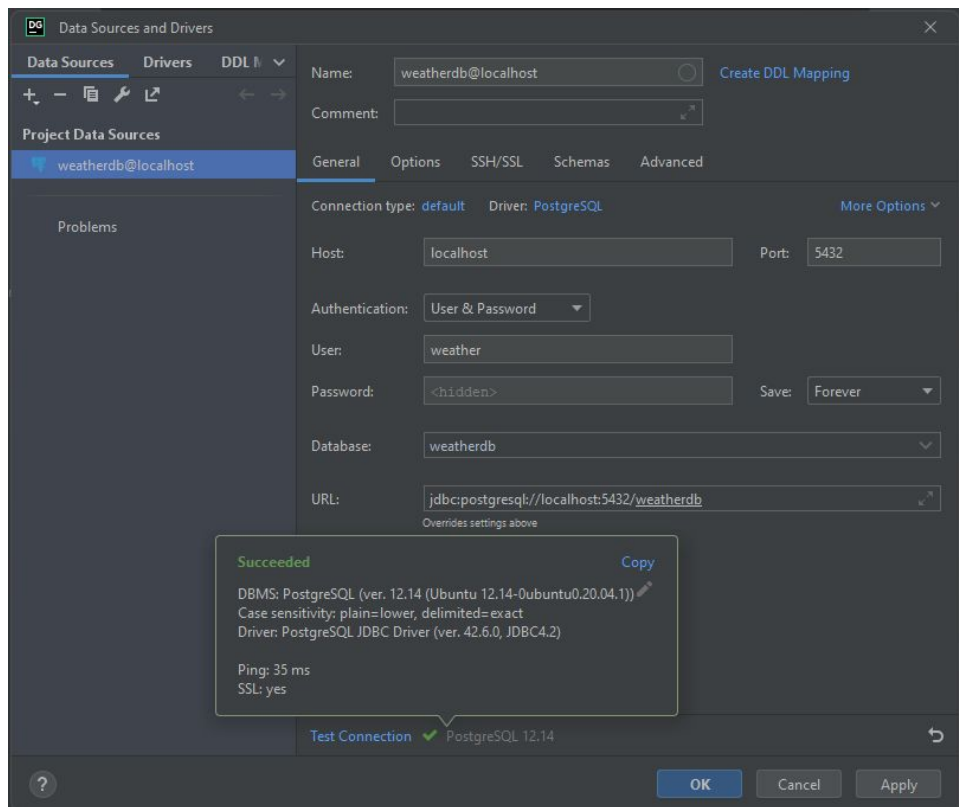 DG Data Sources and Drivers
Data Sources Drivers DDL M
Name: weatherdb@localhost Create DDL Mapping
Comment:
Project Data Sources
weatherdb@localhost
Problems
General Options SSH/SSL Schemas Advanced
Connection type: default Driver: PostgreSQL More Options
Host: localhost Port: 5432
Authentication: User & Password
User: weather
Password: <hidden> Save: Forever
Database: weatherdb
URL: jdbc:postgresql://localhost:5432/weatherdb
Overrides settings above
Succeeded Copy
DBMS: PostgreSQL (ver. 12.14 (Ubuntu 12.14-0ubuntu0.20.04.1))
Case sensitivity: plain=lower, delimited=exact
Driver: PostgreSQL JDBC Driver (ver. 42.6.0, JDBC4.2)
Ping: 35 ms
SSL: yes
Test Connection PostgreSQL 12.14
? OK Cancel Apply